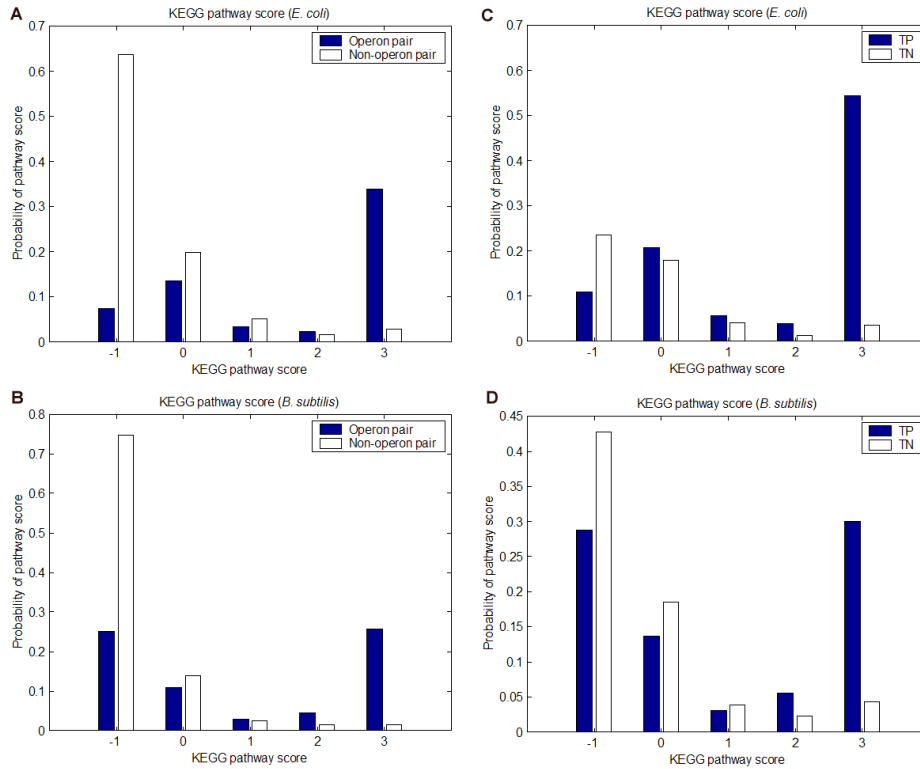 A
KEGG pathway score (E. coli)
0.7
0.6
0.5
0.4
0.3
0.2
0.1
0
Probability of pathway score
Operon pair
Non-operon pair
-1 0 1 2 3
KEGG pathway score
C
KEGG pathway score (E. coli)
0.7
0.6
0.5
0.4
0.3
0.2
0.1
0
Probability of pathway score
TP
TN
-1 0 1 2 3
KEGG pathway score
B
KEGG pathway score (B. subtilis)
0.8
0.7
0.6
0.5
0.4
0.3
0.2
0.1
0
Probability of pathway score
Operon pair
Non-operon pair
-1 0 1 2 3
KEGG pathway score
D
KEGG pathway score (B. subtilis)
0.45
0.4
0.35
0.3
0.25
0.2
0.15
0.1
0.05
0
Probability of pathway score
TP
TN
-1 0 1 2 3
KEGG pathway score